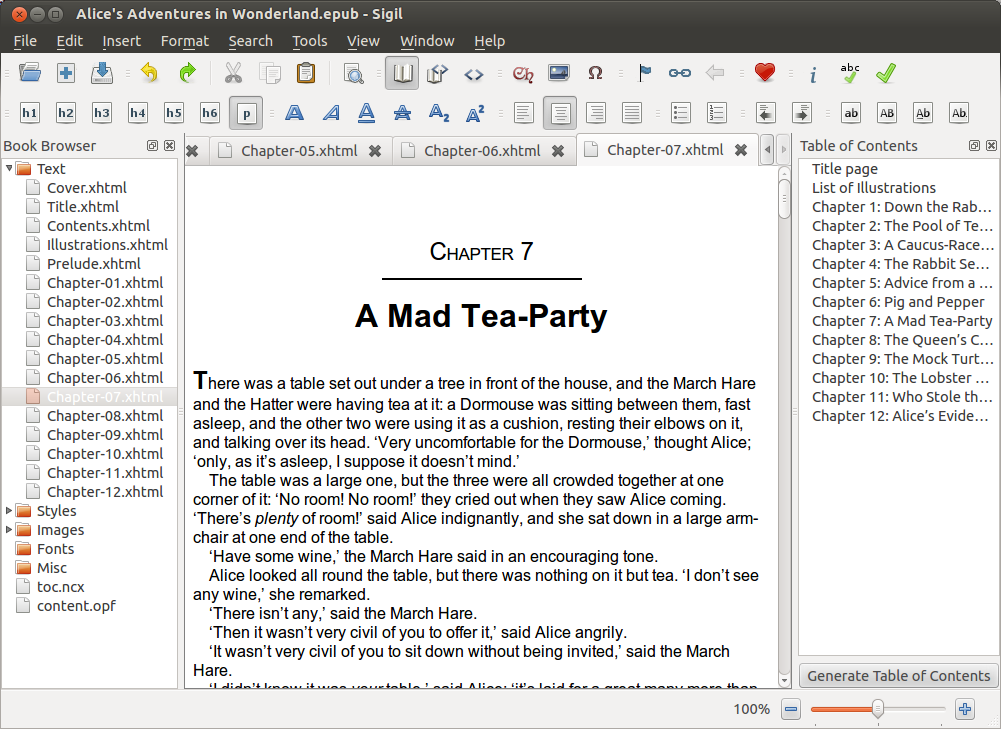 Alice's Adventures in Wonderland.epub - Sigil
File Edit Insert Format Search Tools View Window Help
abc
h1 h2 h3 h4 h5 h6 p A A A A A2 A2 ab AB Ab Ab
Book Browser
Text
Cover.xhtml
Title.xhtml
Contents.xhtml
Illustrations.xhtml
Prelude.xhtml
Chapter-01.xhtml
Chapter-02.xhtml
Chapter-03.xhtml
Chapter-04.xhtml
Chapter-05.xhtml
Chapter-06.xhtml
Chapter-07.xhtml
Chapter-08.xhtml
Chapter-09.xhtml
Chapter-10.xhtml
Chapter-11.xhtml
Chapter-12.xhtml
Styles
Images
Fonts
Misc
toc.ncx
content.opf
Chapter-05.xhtml Chapter-06.xhtml Chapter-07.xhtml
Chapter 7
A Mad Tea-Party
There was a table set out under a tree in front of the house, and the March Hare
and the Hatter were having tea at it: a Dormouse was sitting between them, fast
asleep, and the other two were using it as a cushion, resting their elbows on it,
and talking over its head. ‘Very uncomfortable for the Dormouse,’ thought Alice;
‘only, as it’s asleep, I suppose it doesn’t mind.’
The table was a large one, but the three were all crowded together at one
corner of it: ‘No room! No room!’ they cried out when they saw Alice coming.
‘There’s plenty of room!’ said Alice indignantly, and she sat down in a large arm-
chair at one end of the table.
‘Have some wine,’ the March Hare said in an encouraging tone.
Alice looked all round the table, but there was nothing on it but tea. ‘I don’t see
any wine,’ she remarked.
‘There isn’t any,’ said the March Hare.
‘Then it wasn’t very civil of you to offer it,’ said Alice angrily.
‘It wasn’t very civil of you to sit down without being invited,’ said the March
Hare.
‘I didn’t know it was your table,’ said Alice; ‘it’s laid for a great many more than
Table of Contents
Title page
List of Illustrations
Chapter 1: Down the Rab...
Chapter 2: The Pool of Te...
Chapter 3: A Caucus-Race...
Chapter 4: The Rabbit Se...
Chapter 5: Advice from a ...
Chapter 6: Pig and Pepper
Chapter 7: A Mad Tea-Party
Chapter 8: The Queen’s C...
Chapter 9: The Mock Turt...
Chapter 10: The Lobster ...
Chapter 11: Who Stole th...
Chapter 12: Alice’s Evide...
Generate Table of Contents
100%